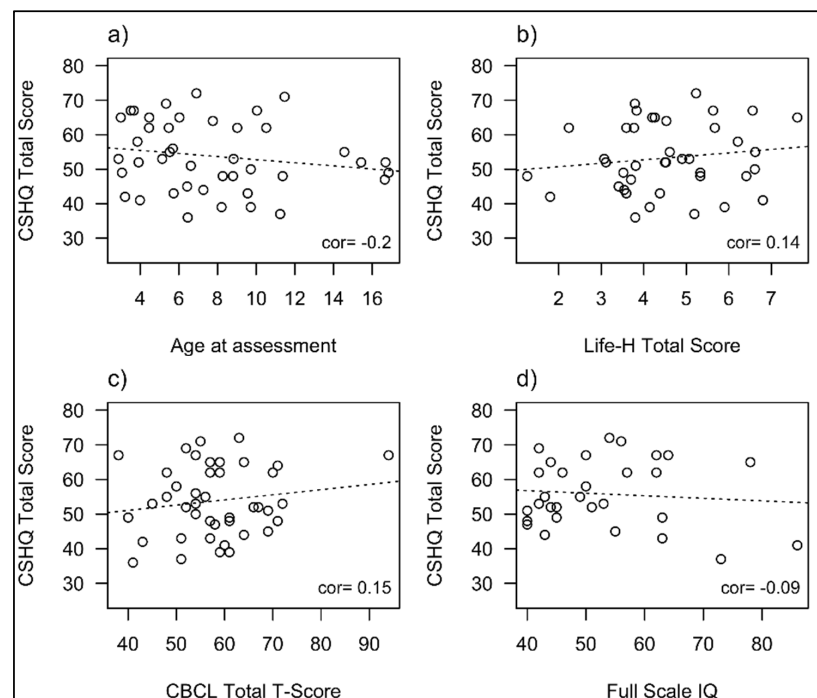 a)
CSHQ Total Score
80
70
60
50
40
30
cor= -0.2
4 6 8 10 12 14 16
Age at assessment
b)
CSHQ Total Score
80
70
60
50
40
30
cor= 0.14
2 3 4 5 6 7
Life-H Total Score
c)
CSHQ Total Score
80
70
60
50
40
30
cor= 0.15
40 50 60 70 80 90
CBCL Total T-Score
d)
CSHQ Total Score
80
70
60
50
40
30
cor= -0.09
40 50 60 70 80
Full Scale IQ